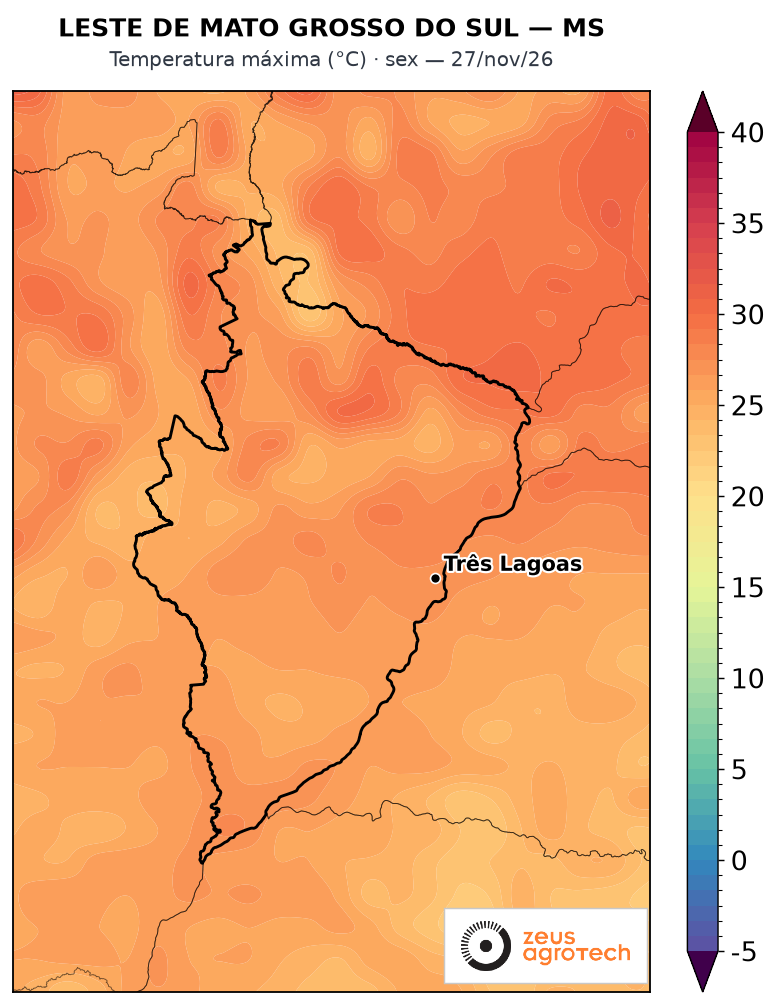 LESTE DE MATO GROSSO DO SUL — MS
Temperatura máxima (°C) · sex — 27/nov/26
40
35
30
25
20
15
10
5
0
-5
Três Lagoas
zeus
agrotech